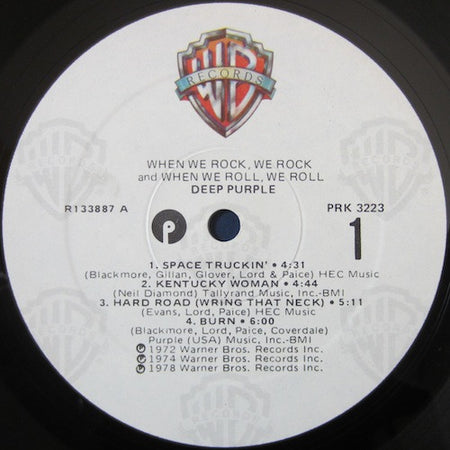 WB
RECORDS
WHEN WE ROCK, WE ROCK
and WHEN WE ROLL, WE ROLL
DEEP PURPLE
R133887 A
P
PRK 3223
1
1. SPACE TRUCKIN' • 4:31
(Blackmore, Gillan, Glover, Lord & Paice) HEC Music
2. KENTUCKY WOMAN • 4:44
(Neil Diamond) Tallyrand Music, Inc.-BMI
3. HARD ROAD (WRING THAT NECK) • 5:11
(Evans, Lord, Paice) HEC Music
4. BURN • 6:00
(Blackmore, Lord, Paice, Coverdale)
Purple (USA) Music, Inc.-BMI
℗ 1972 Warner Bros. Records Inc.
℗ 1974 Warner Bros. Records Inc.
℗ 1978 Warner Bros. Records Inc.